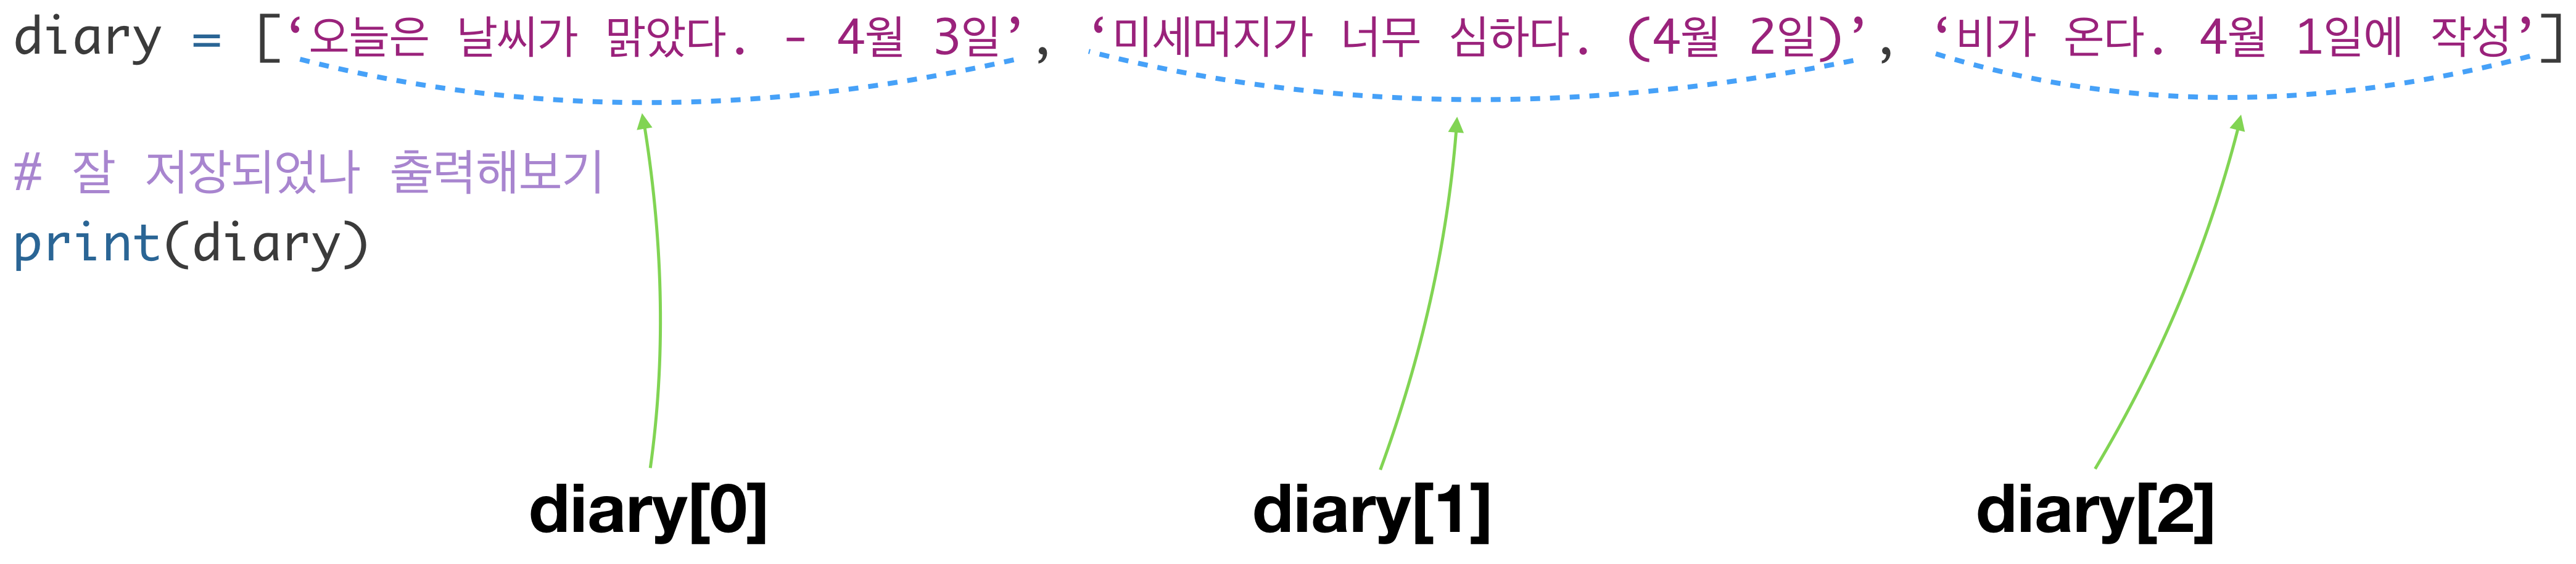 diary = [‘오늘은 날씨가 맑았다. - 4월 3일’, ‘미세머지가 너무 심하다. (4월 2일)’, ‘비가 온다. 4월 1일에 작성’]
# 잘 저장되었나 출력해보기
print(diary)
diary[0] diary[1] diary[2]